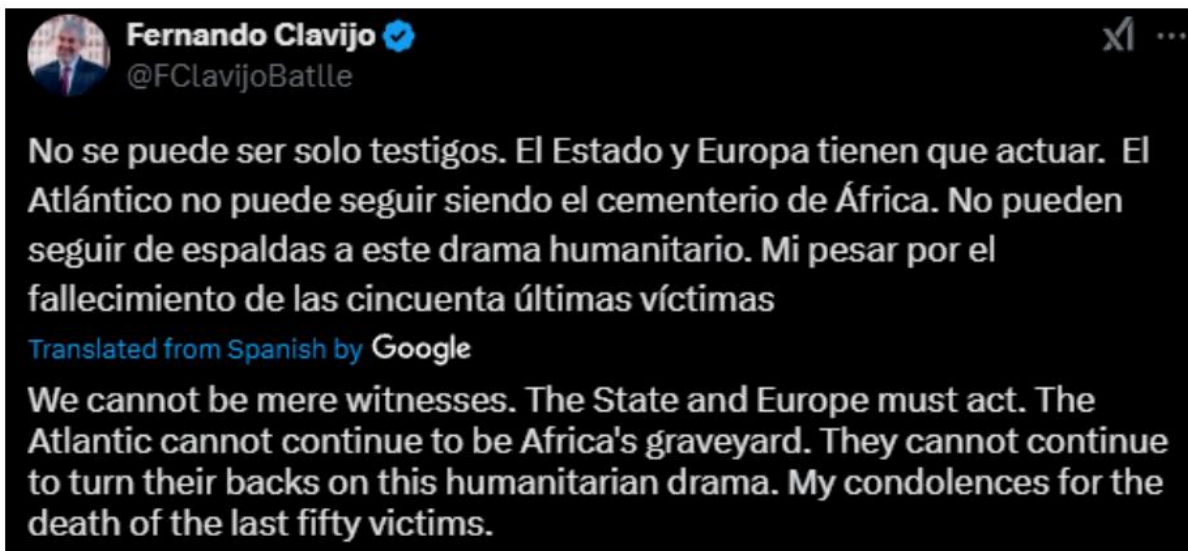 Fernando Clavijo
@FClavijoBatlle
No se puede ser solo testigos. El Estado y Europa tienen que actuar. El
Atlántico no puede seguir siendo el cementerio de África. No pueden
seguir de espaldas a este drama humanitario. Mi pesar por el
fallecimiento de las cincuenta últimas víctimas
Translated from Spanish by Google
We cannot be mere witnesses. The State and Europe must act. The
Atlantic cannot continue to be Africa's graveyard. They cannot continue
to turn their backs on this humanitarian drama. My condolences for the
death of the last fifty victims.